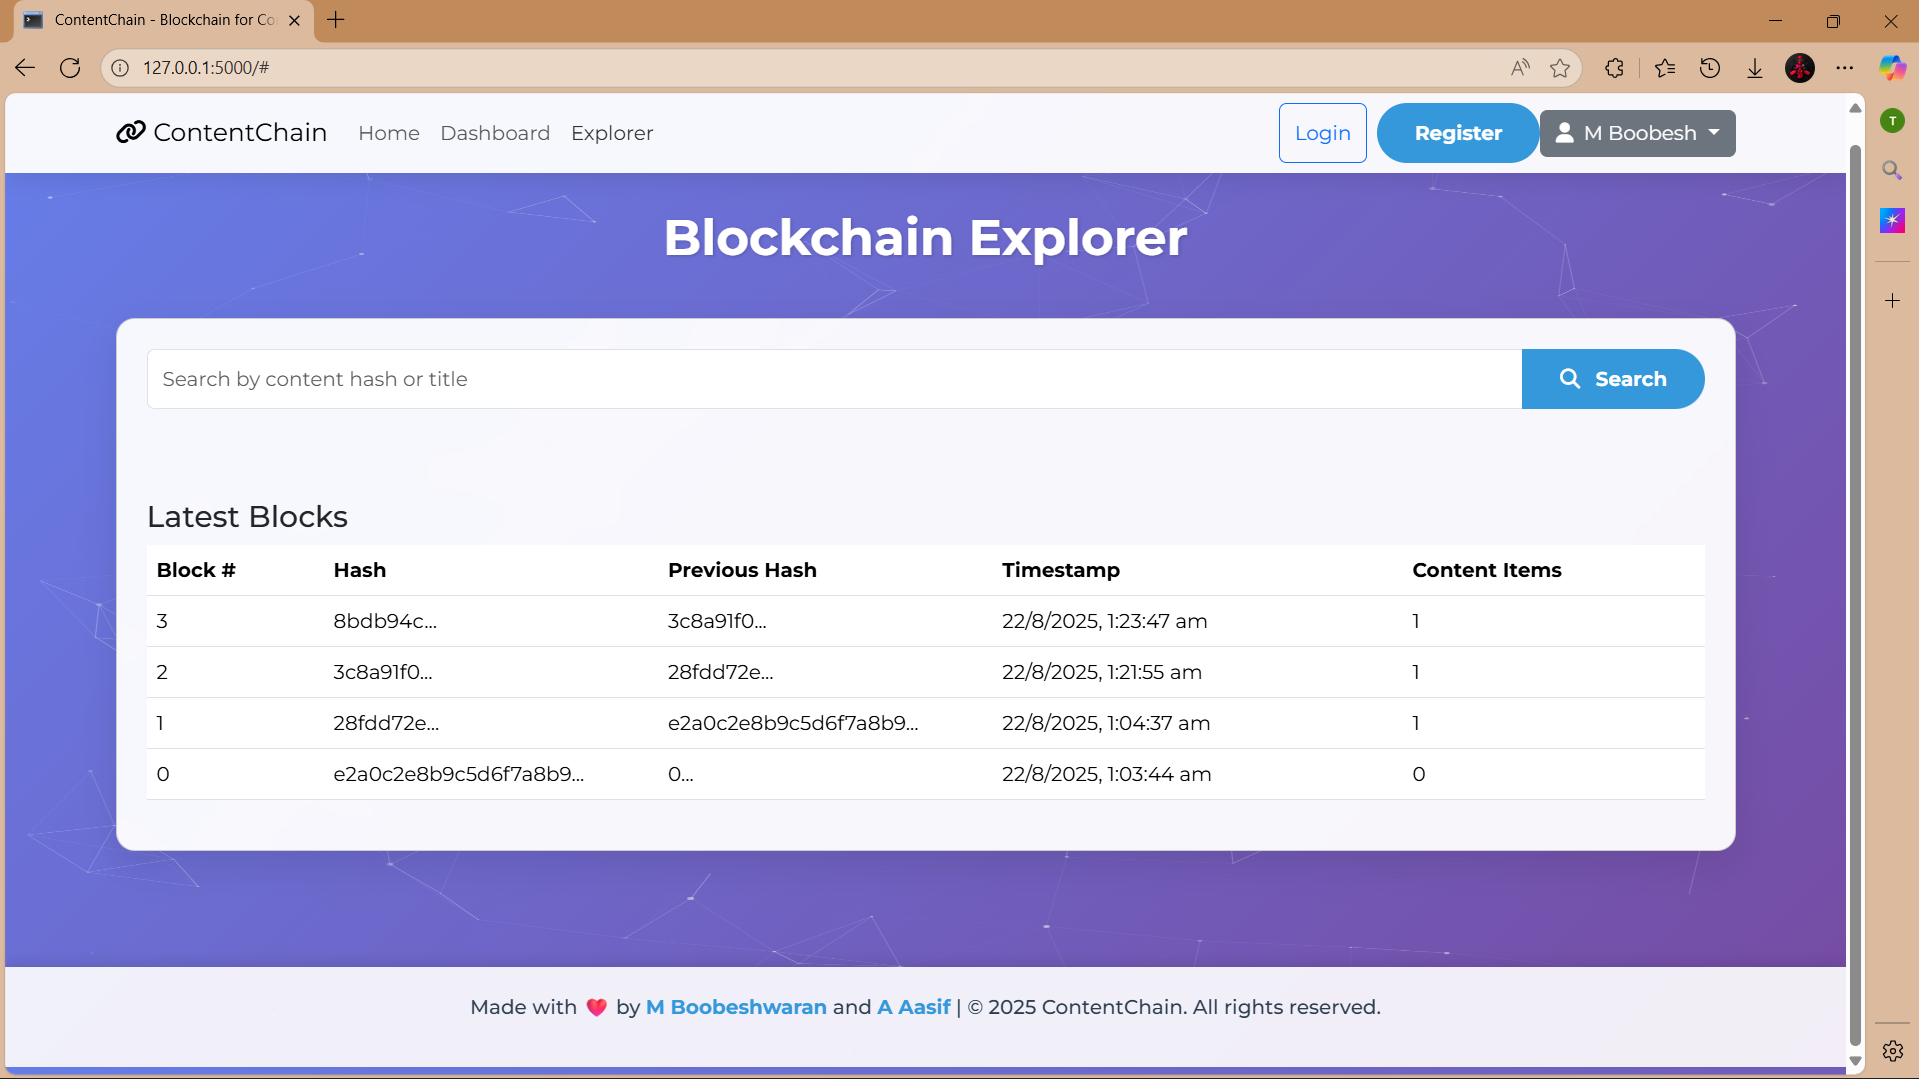 ContentChain - Blockchain for Co
127.0.0.1:5000/#
ContentChain Home Dashboard Explorer Login Register M Boobesh
T
Blockchain Explorer
Search by content hash or title Search
Latest Blocks
Block # Hash Previous Hash Timestamp Content Items
3 8bdb94c... 3c8a91f0... 22/8/2025, 1:23:47 am 1
2 3c8a91f0... 28fdd72e... 22/8/2025, 1:21:55 am 1
1 28fdd72e... e2a0c2e8b9c5d6f7a8b9... 22/8/2025, 1:04:37 am 1
0 e2a0c2e8b9c5d6f7a8b9... 0... 22/8/2025, 1:03:44 am 0
Made with ❤️ by M Boobeshwaran and A Aasif | © 2025 ContentChain. All rights reserved.